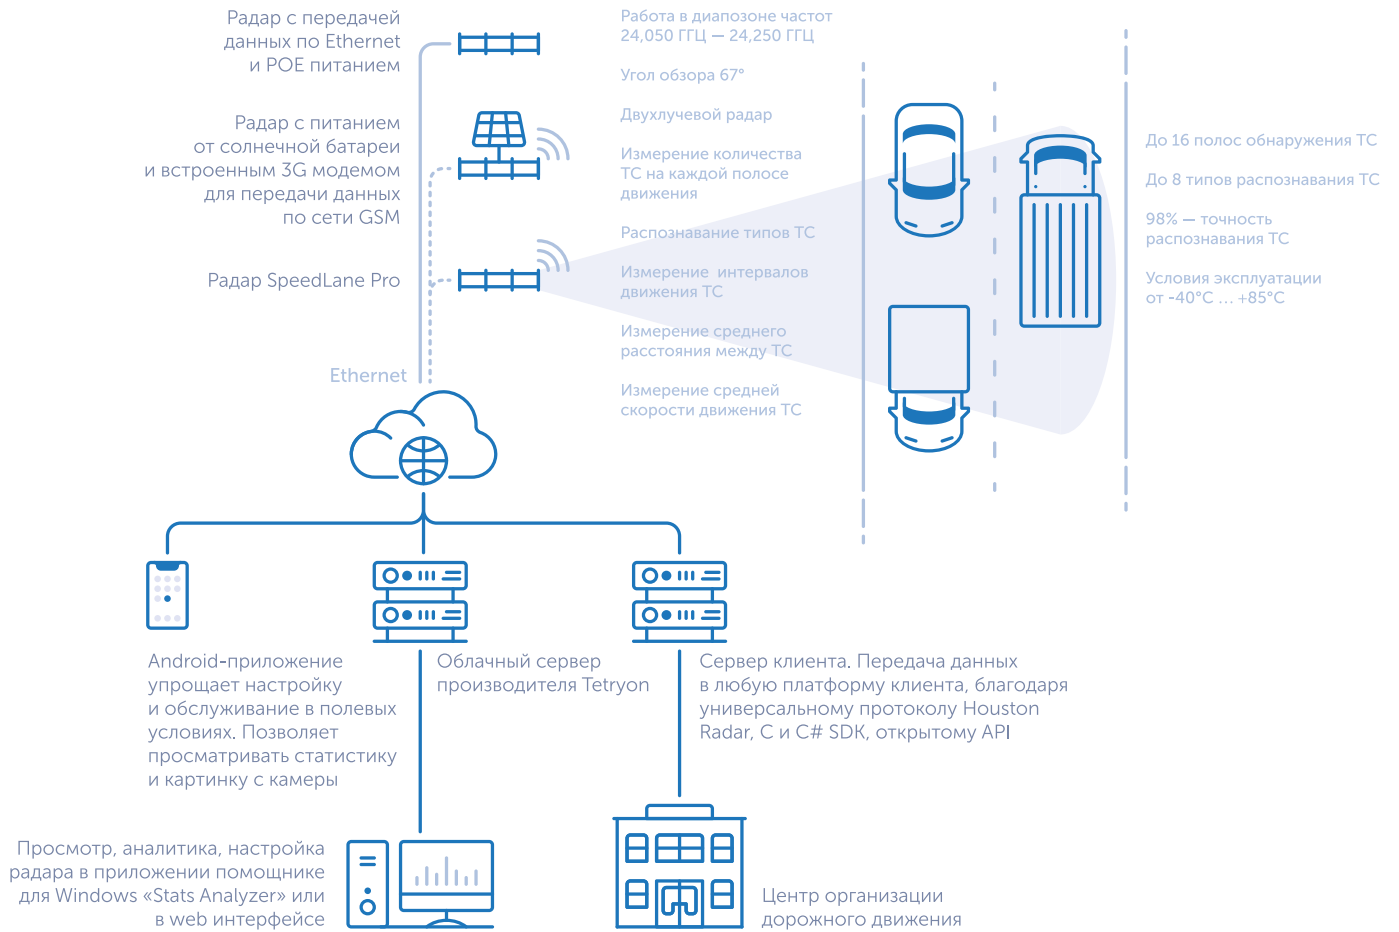 Радар с передачей
данных по Ethernet
и POE питанием
Радар с питанием
от солнечной батареи
и встроенным 3G модемом
для передачи данных
по сети GSM
Радар SpeedLane Pro
Ethernet
Работа в диапозоне частот
24,050 ГГЦ — 24,250 ГГЦ
Угол обзора 67°
Двухлучевой радар
Измерение количества
ТС на каждой полосе
движения
Распознавание типов ТС
Измерение интервалов
движения ТС
Измерение среднего
расстояния между ТС
Измерение средней
скорости движения ТС
До 16 полос обнаружения ТС
До 8 типов распознавания ТС
98% — точность
распознавания ТС
Условия эксплуатации
от -40°C ... +85°C
Android-приложение
упрощает настройку
и обслуживание в полевых
условиях. Позволяет
просматривать статистику
и картинку с камеры
Облачный сервер
производителя Tetryon
Сервер клиента. Передача данных
в любую платформу клиента, благодаря
универсальному протоколу Houston
Radar, C и C# SDK, открытому API
Просмотр, аналитика, настройка
радара в приложении помощнике
для Windows «Stats Analyzer» или
в web интерфейсе
Центр организации
дорожного движения